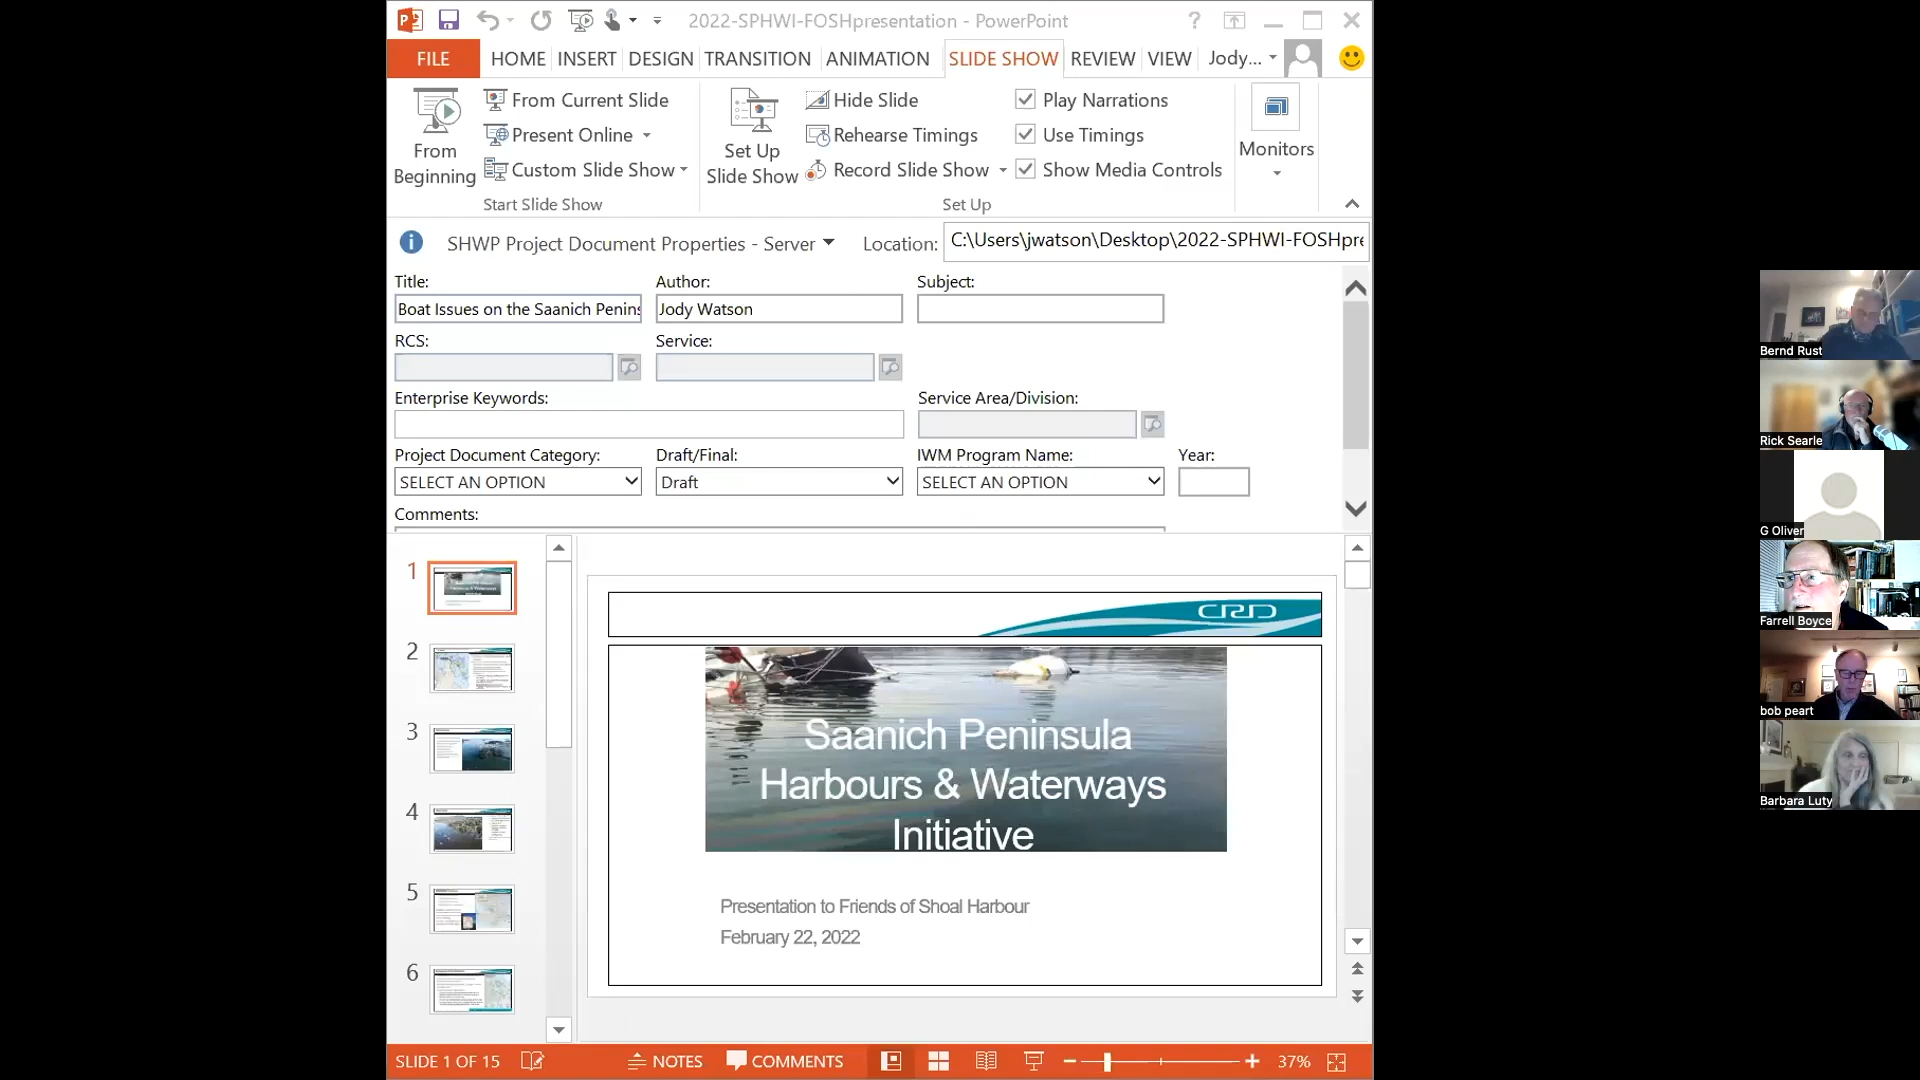 2022-SPHWI-FOSHpresentation - PowerPoint
FILE HOME INSERT DESIGN TRANSITION ANIMATION SLIDE SHOW REVIEW VIEW Jody...
From Beginning
From Current Slide
Present Online
Custom Slide Show
Start Slide Show
Set Up Slide Show
Hide Slide
Rehearse Timings
Record Slide Show
Play Narrations
Use Timings
Show Media Controls
Set Up
Monitors
SHWP Project Document Properties - Server
Location: C:\Users\jwatson\Desktop\2022-SPHWI-FOSHpre
Title: Author: Subject:
Boat Issues on the Saanich Penins Jody Watson
RCS: Service:
Enterprise Keywords: Service Area/Division:
Project Document Category: Draft/Final: IWM Program Name: Year:
SELECT AN OPTION Draft SELECT AN OPTION
Comments:
1
2
3
4
5
6
CRD
Saanich Peninsula
Harbours & Waterways
Initiative
Presentation to Friends of Shoal Harbour
February 22, 2022
SLIDE 1 OF 15 NOTES COMMENTS 37%
Bernd Rust
Rick Searle
G Oliver
Farrell Boyce
bob peart
Barbara Luty